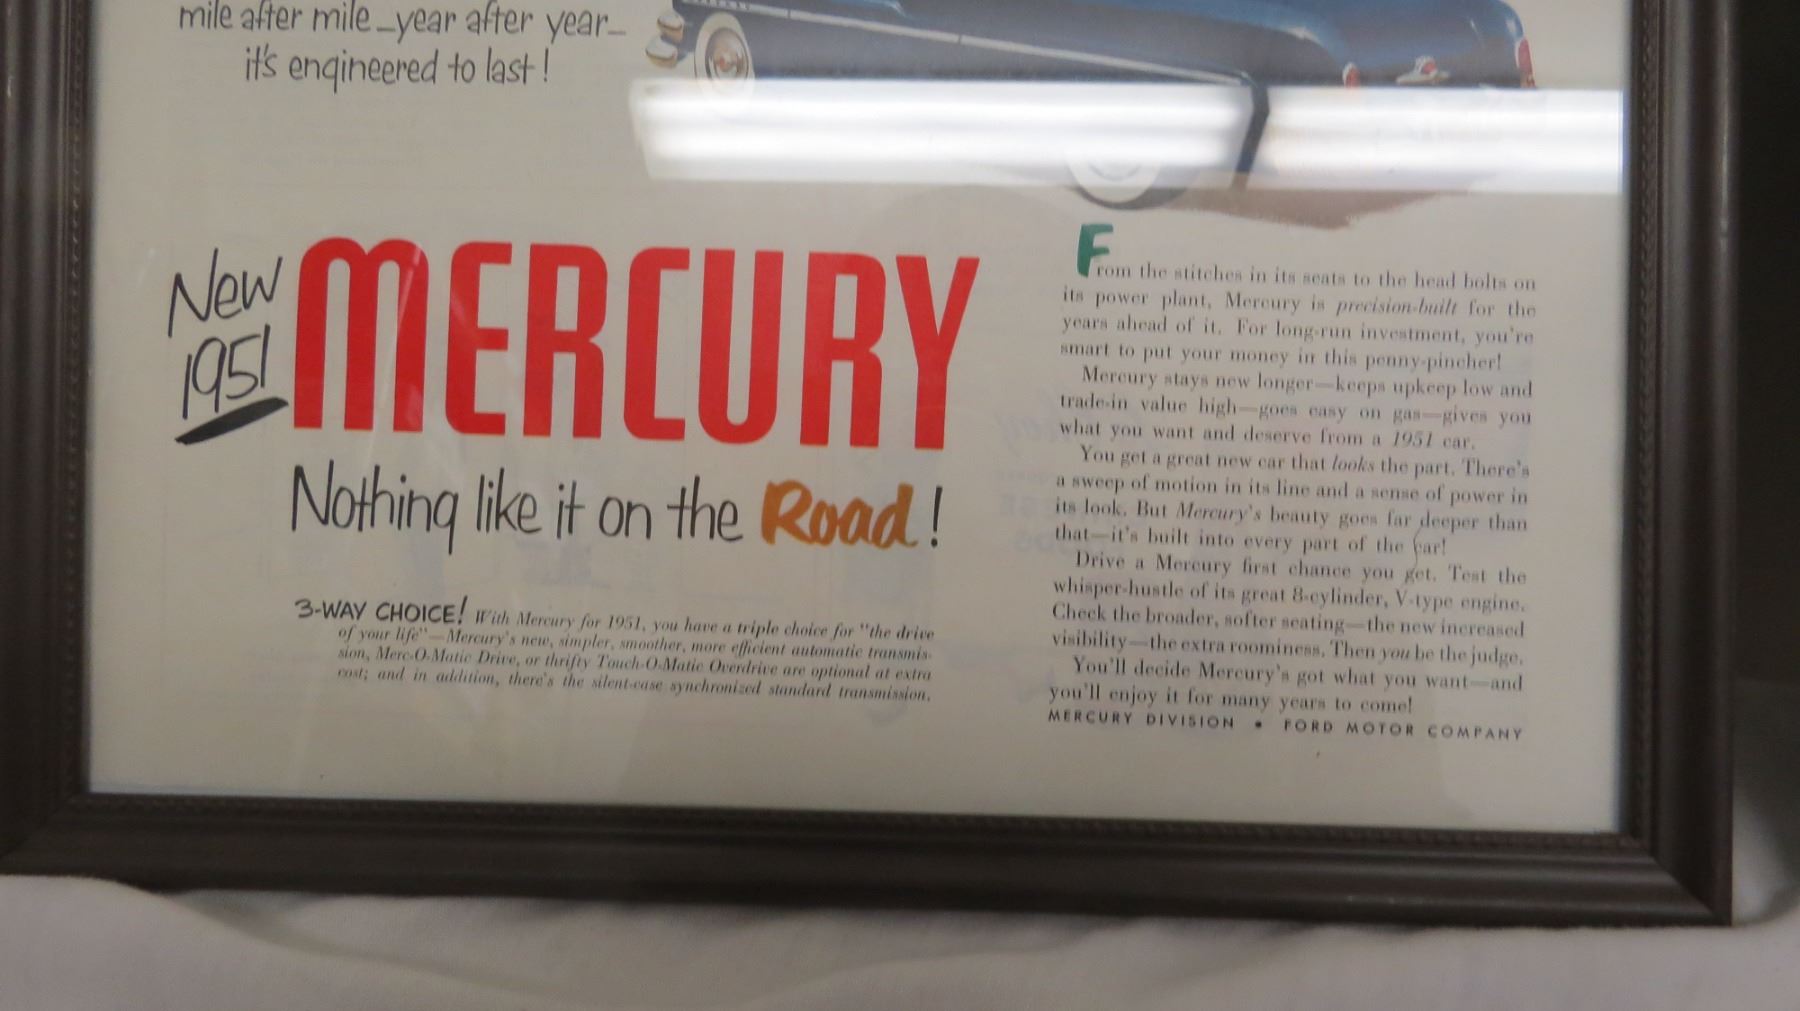 mile after mile—year after year—
it's engineered to last!
New
1951
MERCURY
Nothing like it on the Road!
3-WAY CHOICE! With Mercury for 1951, you have a triple choice for "the drive
of your life"—Mercury's new, simpler, smoother, more efficient automatic transmis-
sion, Merc-O-Matic Drive, or thrifty Touch-O-Matic Overdrive are optional at extra
cost; and in addition, there's the silent-ease synchronized standard transmission.
From the stitches in its seats to the head bolts on
its power plant, Mercury is precision-built for the
years ahead of it. For long-run investment, you're
smart to put your money in this penny-pincher!
Mercury stays new longer—keeps upkeep low and
trade-in value high—goes easy on gas—gives you
what you want and deserve from a 1951 car.
You get a great new car that looks the part. There's
a sweep of motion in its line and a sense of power in
its look. But Mercury's beauty goes far deeper than
that—it's built into every part of the car!
Drive a Mercury first chance you get. Test the
whisper-hustle of its great 8-cylinder, V-type engine.
Check the broader, softer seating—the new increased
visibility—the extra roominess. Then you be the judge.
You'll decide Mercury's got what you want—and
you'll enjoy it for many years to come!
MERCURY DIVISION • FORD MOTOR COMPANY